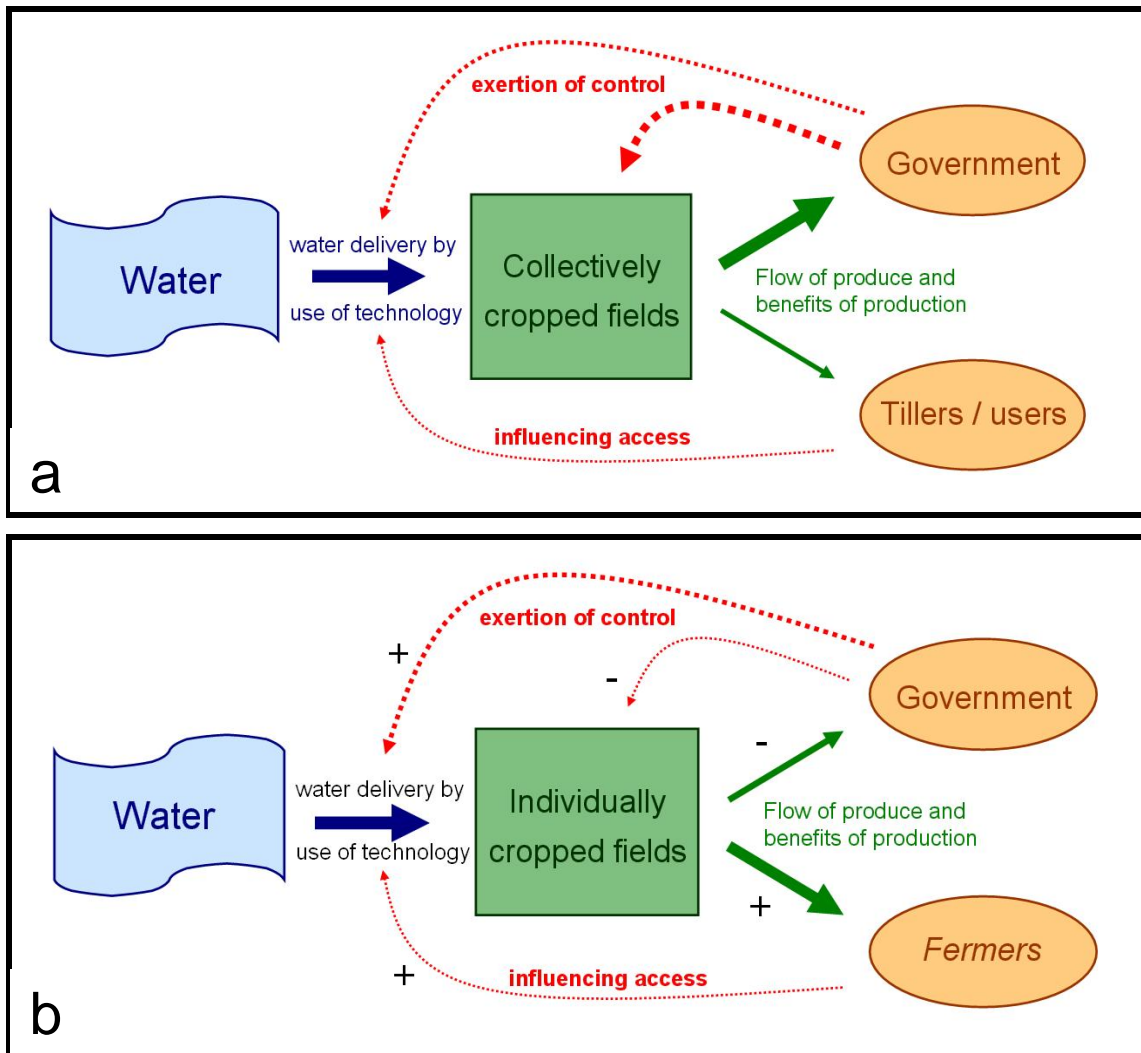 exertion of control
Government
water delivery by
Water
use of technology
Collectively
cropped fields
Flow of produce and
benefits of production
Tillers / users
influencing access
a
exertion of control
+
-
Government
-
water delivery by
Water
use of technology
Individually
cropped fields
Flow of produce and
benefits of production
+
Fermers
+
influencing access
b